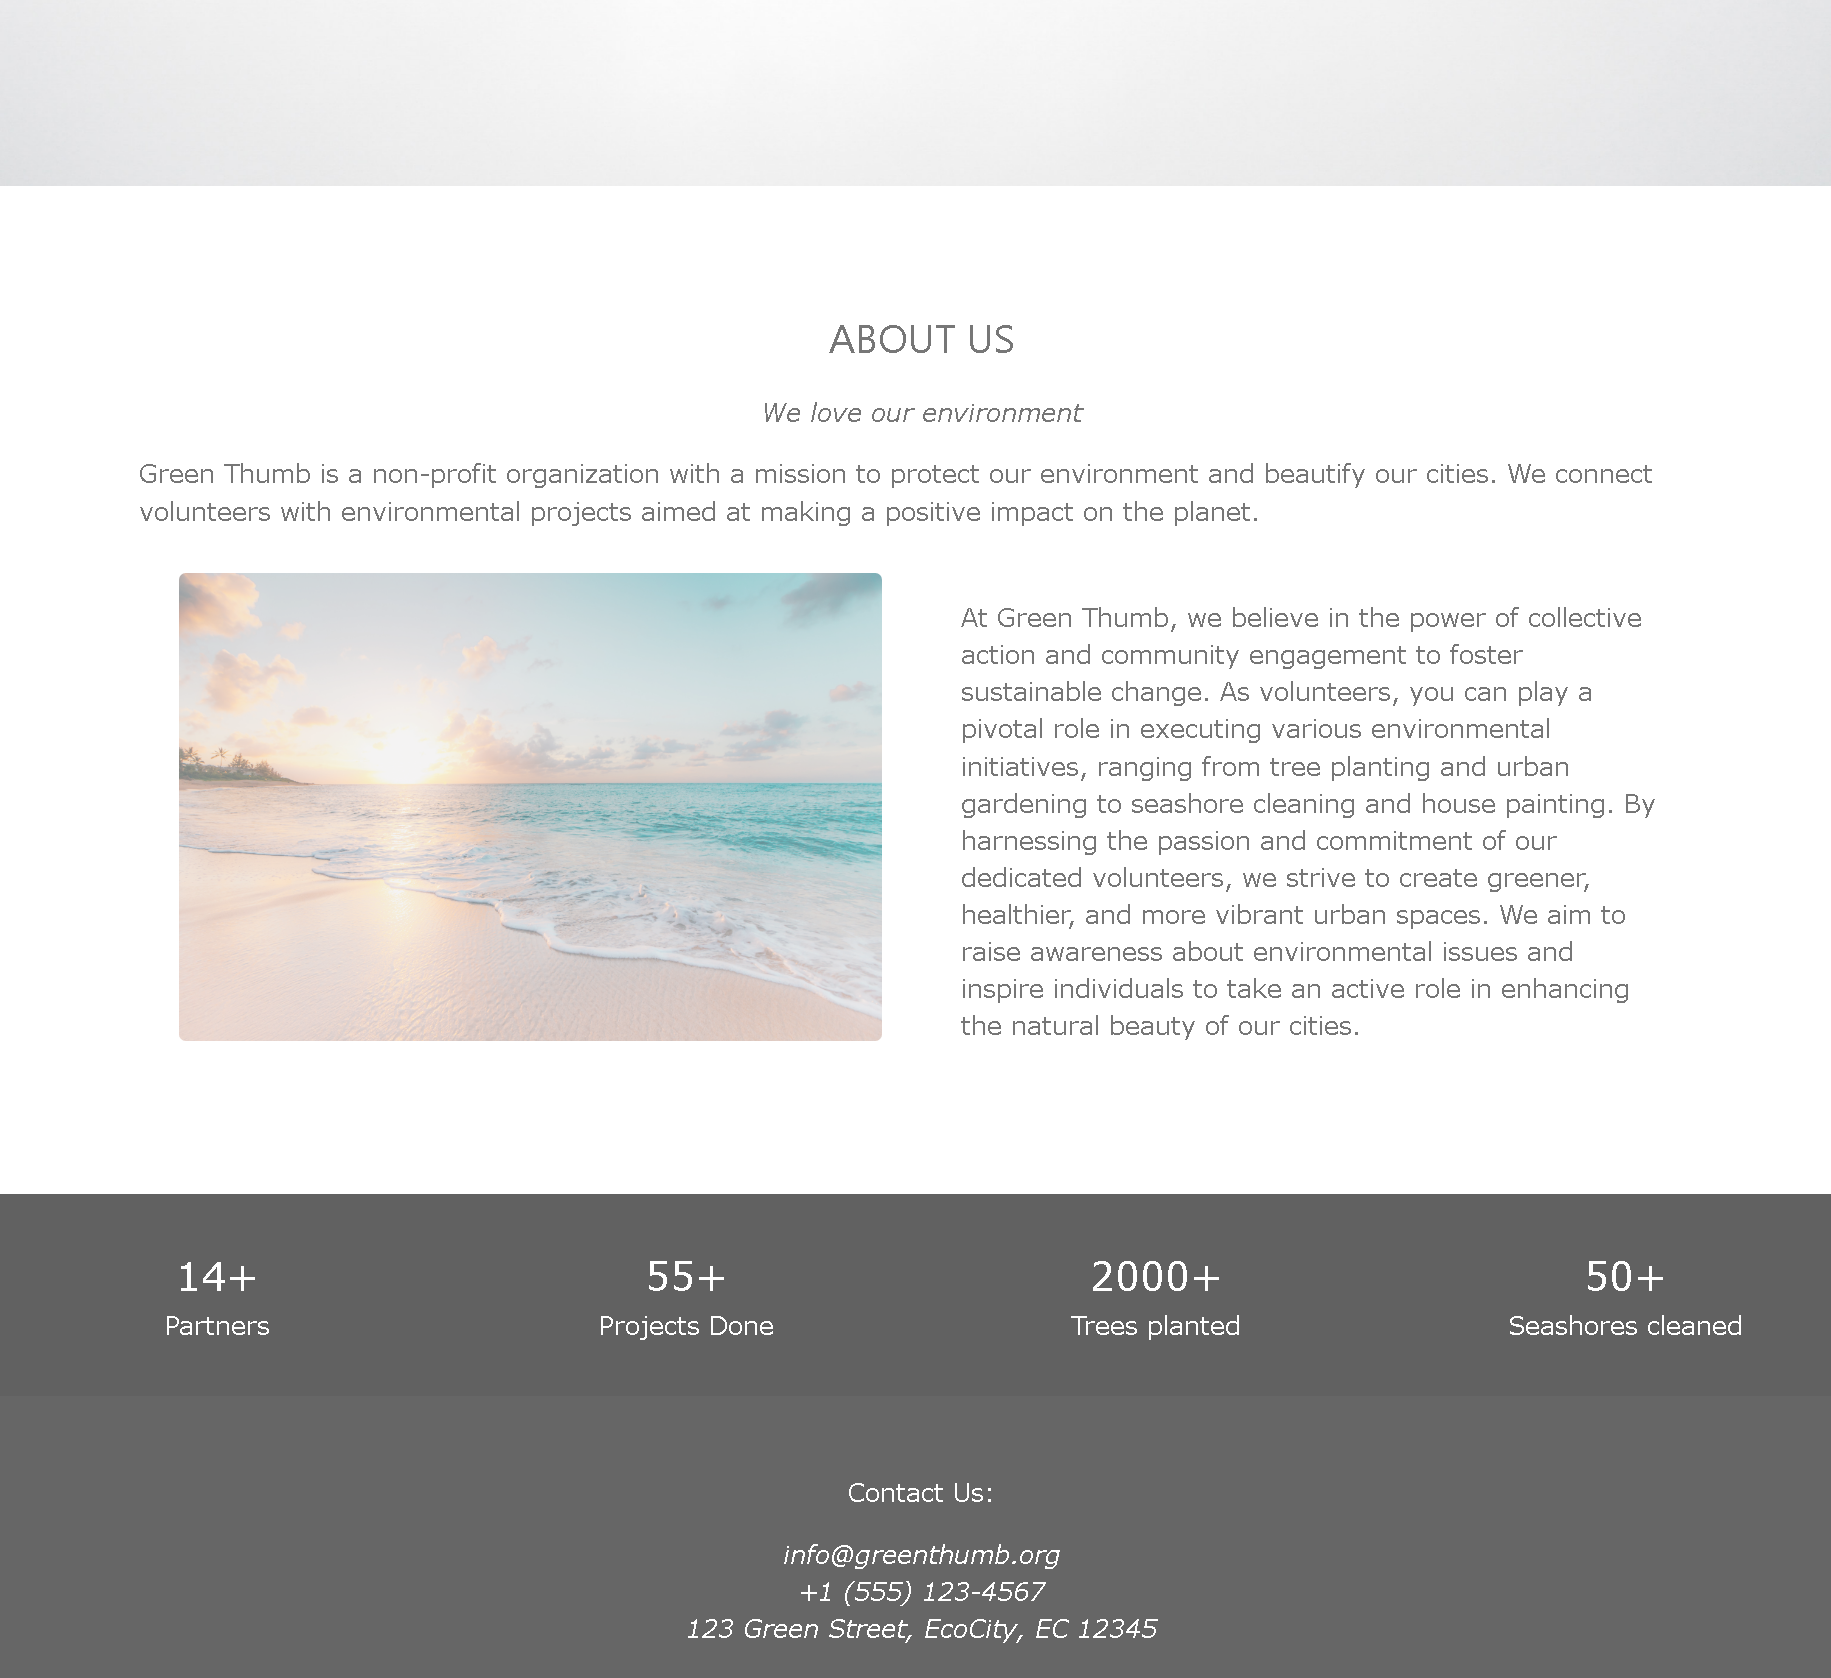 ABOUT US
We love our environment
Green Thumb is a non-profit organization with a mission to protect our environment and beautify our cities. We connect
volunteers with environmental projects aimed at making a positive impact on the planet.
At Green Thumb, we believe in the power of collective
action and community engagement to foster
sustainable change. As volunteers, you can play a
pivotal role in executing various environmental
initiatives, ranging from tree planting and urban
gardening to seashore cleaning and house painting. By
harnessing the passion and commitment of our
dedicated volunteers, we strive to create greener,
healthier, and more vibrant urban spaces. We aim to
raise awareness about environmental issues and
inspire individuals to take an active role in enhancing
the natural beauty of our cities.
14+
Partners
55+
Projects Done
2000+
Trees planted
50+
Seashores cleaned
Contact Us:
info@greenthumb.org
+1 (555) 123-4567
123 Green Street, EcoCity, EC 12345